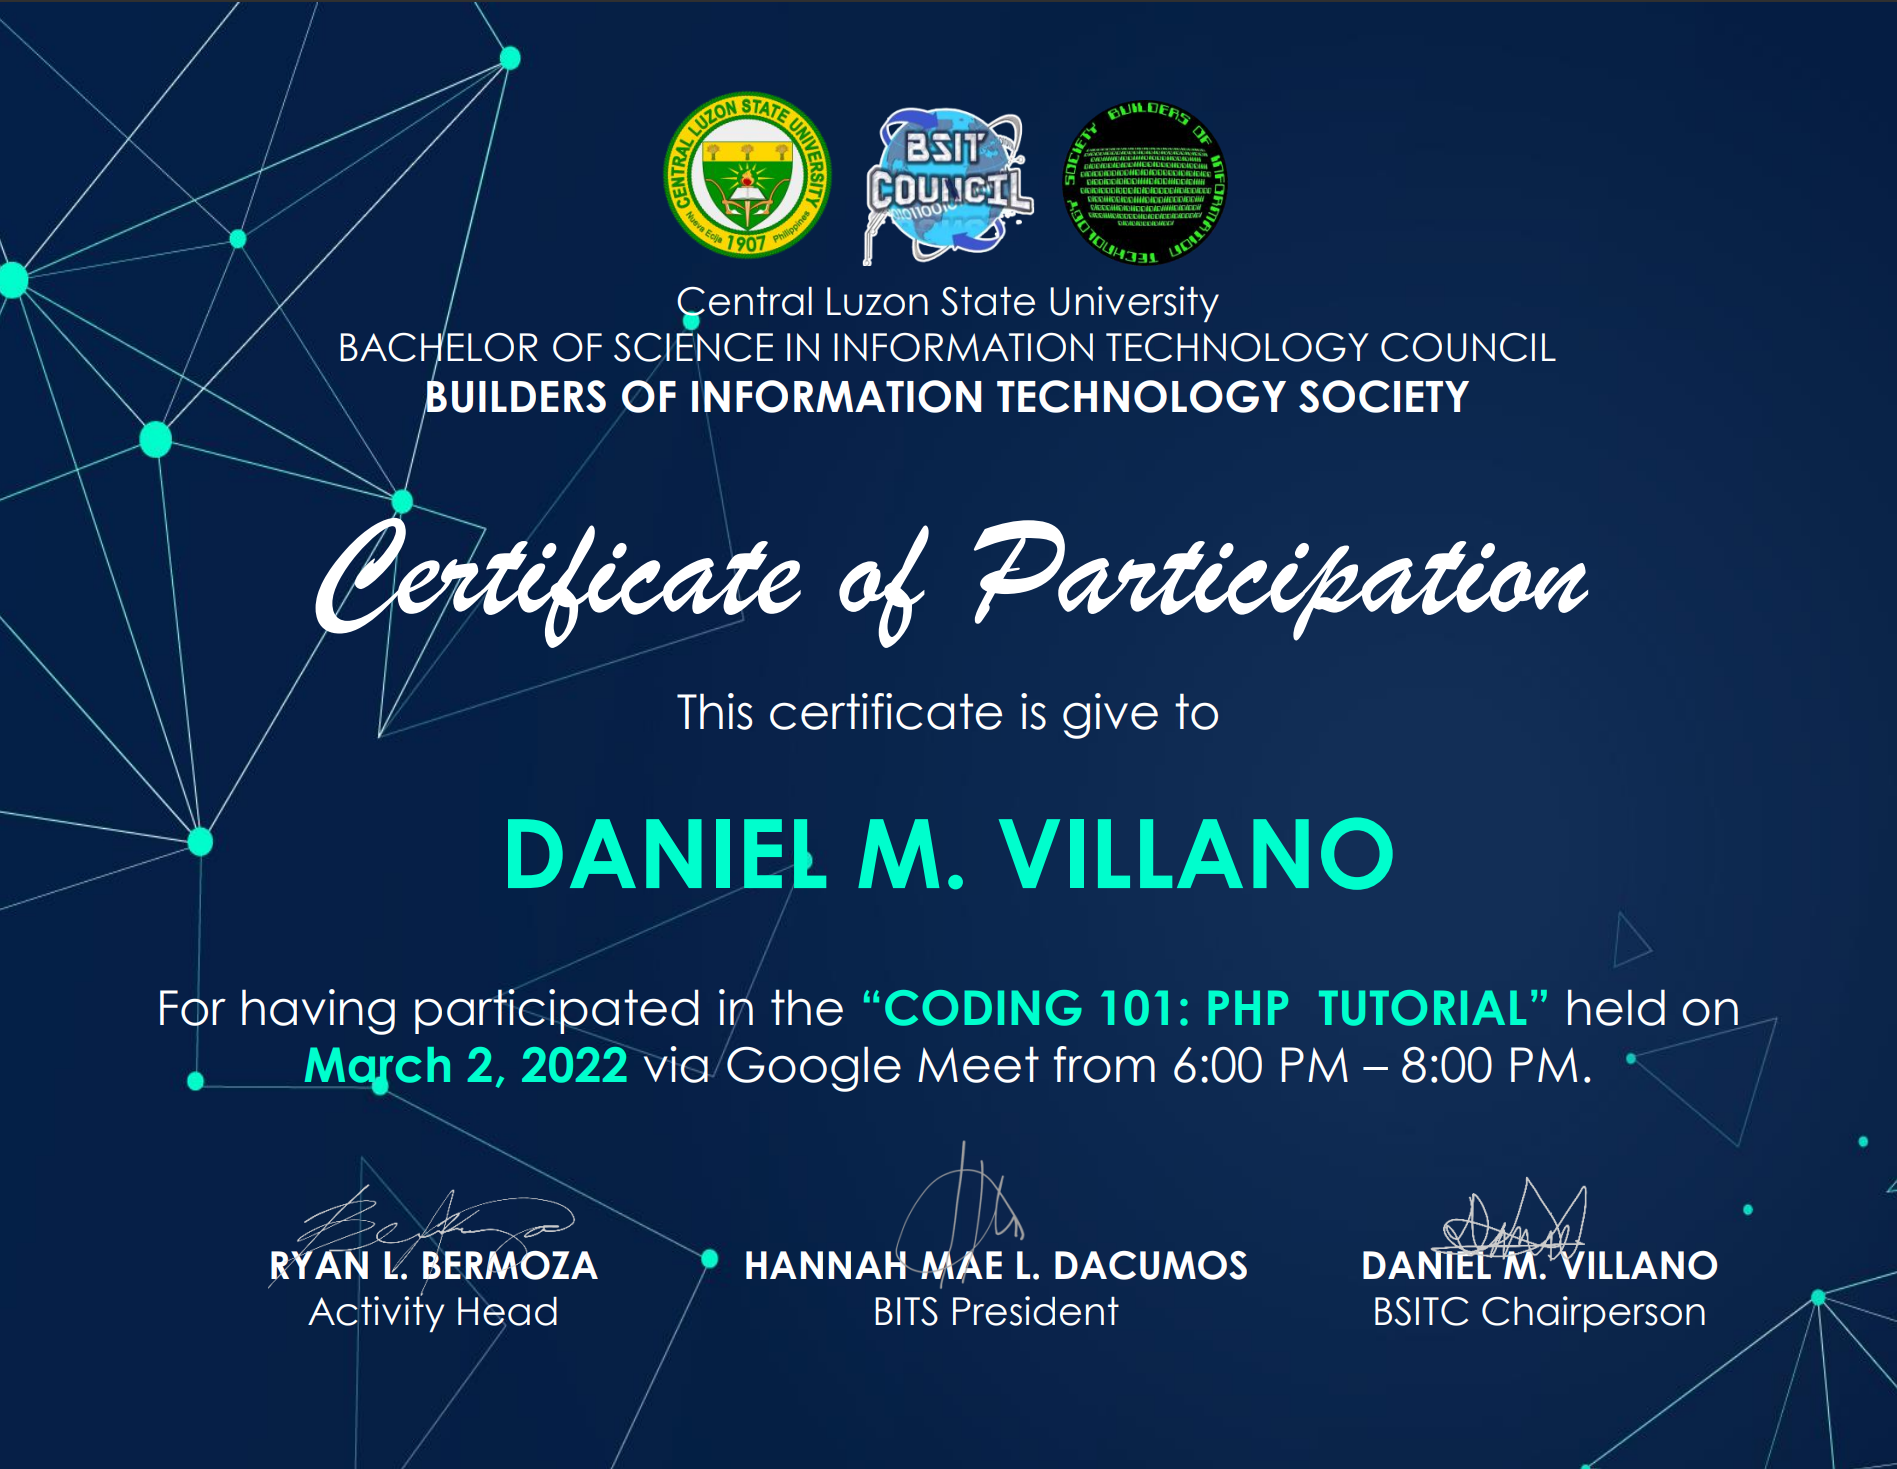 CENTRAL LUZON STATE UNIVERSITY
Nueva Ecija 1907 Philippines
BSIT
COUNCIL
SOCIETY BUILDERS OF INFORMATION TECHNOLOGY
Central Luzon State University
BACHELOR OF SCIENCE IN INFORMATION TECHNOLOGY COUNCIL
BUILDERS OF INFORMATION TECHNOLOGY SOCIETY
Certificate of Participation
This certificate is give to
DANIEL M. VILLANO
For having participated in the “CODING 101: PHP TUTORIAL” held on
March 2, 2022 via Google Meet from 6:00 PM – 8:00 PM.
RYAN L. BERMOZA
Activity Head
HANNAH MAE L. DACUMOS
BITS President
DANIEL M. VILLANO
BSITC Chairperson